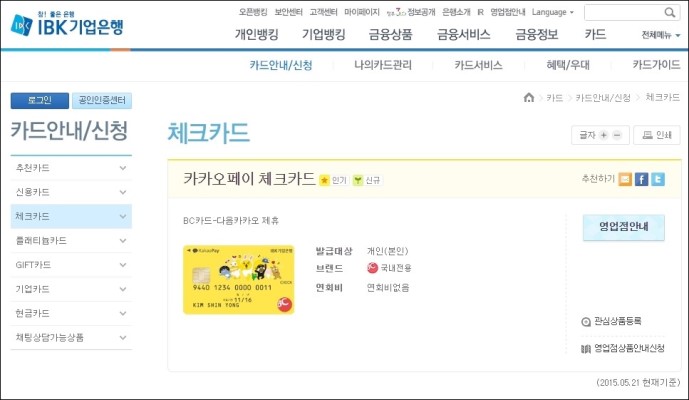 오픈뱅킹 보안센터 고객센터 마이페이지 정보공개 은행소개 IR 영업점안내 Language
참! 좋은 은행
IBK 기업은행
개인뱅킹 기업뱅킹 금융상품 금융서비스 금융정보 카드 전체메뉴
카드안내/신청 나의카드관리 카드서비스 혜택/우대 카드가이드
로그인 공인인증센터
> 카드 > 카드안내/신청 > 체크카드
카드안내/신청
체크카드
글자 + - 인쇄
추천카드
신용카드
체크카드
플래티늄카드
GIFT카드
기업카드
현금카드
채팅상담가능상품
카카오페이 체크카드 인기 신규
추천하기
BC카드-다음카카오 제휴
영업점안내
KakaoPay IBK기업은행
9440 1234 0000 0011
11/16
KIM SHIN YONG
발급대상 개인(본인)
브랜드 국내전용
연회비 연회비없음
관심상품등록
영업점상품안내신청
(2015.05.21 현재기준)